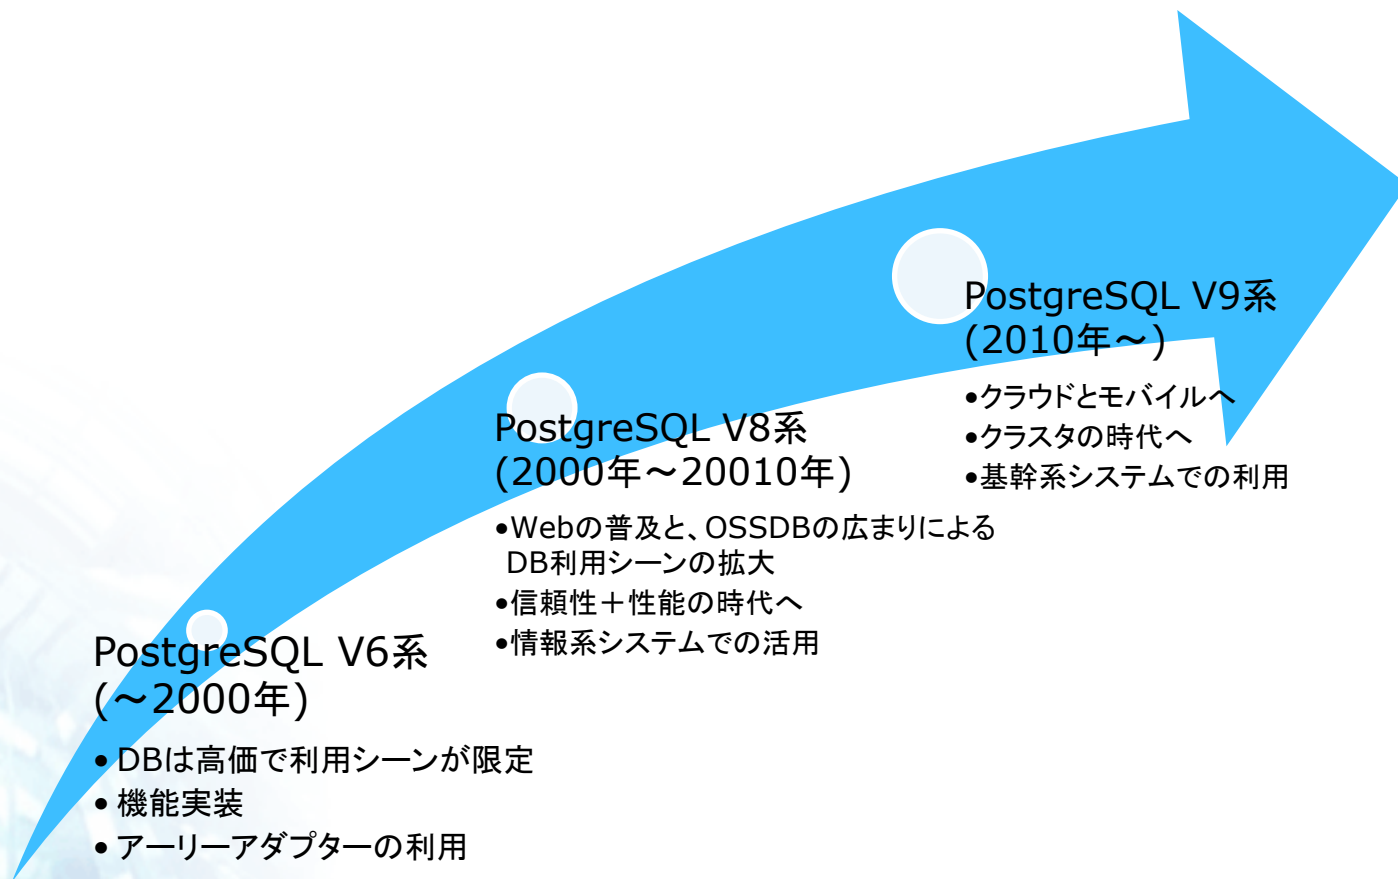 PostgreSQL V6系
(～2000年)
• DBは高価で利用シーンが限定
• 機能実装
• アーリーアダプターの利用
PostgreSQL V8系
(2000年～20010年)
•Webの普及と、OSSDBの広まりによる
DB利用シーンの拡大
•信頼性＋性能の時代へ
•情報系システムでの活用
PostgreSQL V9系
(2010年～)
•クラウドとモバイルへ
•クラスタの時代へ
•基幹系システムでの利用